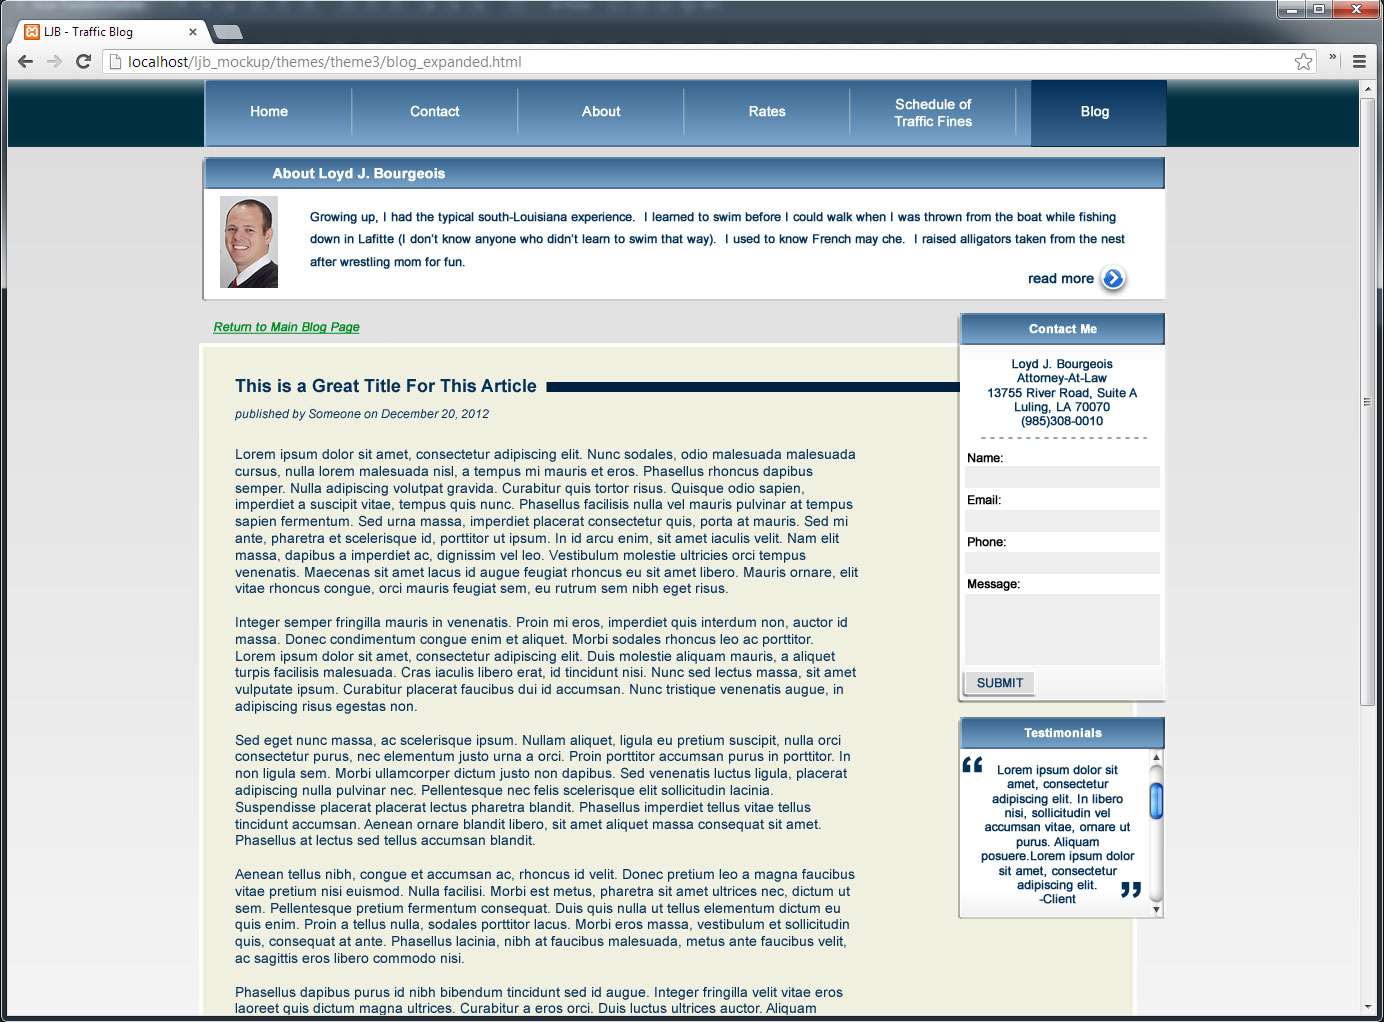 LJB - Traffic Blog
localhost/ljb_mockup/themes/theme3/blog_expanded.html
Home
Contact
About
Rates
Schedule of
Traffic Fines
Blog
About Loyd J. Bourgeois
Growing up, I had the typical south-Louisiana experience. I learned to swim before I could walk when I was thrown from the boat while fishing
down in Lafitte (I don't know anyone who didn't learn to swim that way). I used to know French may che. I raised alligators taken from the nest
after wrestling mom for fun.
read more
Return to Main Blog Page
This is a Great Title For This Article
published by Someone on December 20, 2012
Lorem ipsum dolor sit amet, consectetur adipiscing elit. Nunc sodales, odio malesuada malesuada
cursus, nulla lorem malesuada nisl, a tempus mi mauris et eros. Phasellus rhoncus dapibus
semper. Nulla adipiscing volutpat gravida. Curabitur quis tortor risus. Quisque odio sapien,
imperdiet a suscipit vitae, tempus quis nunc. Phasellus facilisis nulla vel mauris pulvinar at tempus
sapien fermentum. Sed urna massa, imperdiet placerat consectetur quis, porta at mauris. Sed mi
ante, pharetra et scelerisque id, porttitor ut ipsum. In id arcu enim, sit amet iaculis velit. Nam elit
massa, dapibus a imperdiet ac, dignissim vel leo. Vestibulum molestie ultricies orci tempus
venenatis. Maecenas sit amet lacus id augue feugiat rhoncus eu sit amet libero. Mauris ornare, elit
vitae rhoncus congue, orci mauris feugiat sem, eu rutrum sem nibh eget risus.
Integer semper fringilla mauris in venenatis. Proin mi eros, imperdiet quis interdum non, auctor id
massa. Donec condimentum congue enim et aliquet. Morbi sodales rhoncus leo ac porttitor.
Lorem ipsum dolor sit amet, consectetur adipiscing elit. Duis molestie aliquam mauris, a aliquet
turpis facilisis malesuada. Cras iaculis libero erat, id tincidunt nisi. Nunc sed lectus massa, sit amet
vulputate ipsum. Curabitur placerat faucibus dui id accumsan. Nunc tristique venenatis augue, in
adipiscing risus egestas non.
Sed eget nunc massa, ac scelerisque ipsum. Nullam aliquet, ligula eu pretium suscipit, nulla orci
consectetur purus, nec elementum justo urna a orci. Proin porttitor accumsan purus in porttitor. In
non ligula sem. Morbi ullamcorper dictum justo non dapibus. Sed venenatis luctus ligula, placerat
adipiscing nulla pulvinar nec. Pellentesque nec felis scelerisque elit sollicitudin lacinia.
Suspendisse placerat placerat lectus pharetra blandit. Phasellus imperdiet tellus vitae tellus
tincidunt accumsan. Aenean ornare blandit libero, sit amet aliquet massa consequat sit amet.
Phasellus at lectus sed tellus accumsan blandit.
Aenean tellus nibh, congue et accumsan ac, rhoncus id velit. Donec pretium leo a magna faucibus
vitae pretium nisi euismod. Nulla facilisi. Morbi est metus, pharetra sit amet ultrices nec, dictum ut
sem. Pellentesque pretium fermentum consequat. Duis quis nulla ut tellus elementum dictum eu
quis enim. Proin a tellus nulla, sodales porttitor lacus. Morbi eros massa, vestibulum et sollicitudin
quis, consequat at ante. Phasellus lacinia, nibh at faucibus malesuada, metus ante faucibus velit,
ac sagittis eros libero commodo nisi.
Phasellus dapibus purus id nibh bibendum tincidunt sed id augue. Integer fringilla velit vitae eros
laoreet quis dictum magna ultrices. Curabitur a eros orci. Duis luctus ultrices auctor. Aliquam
Contact Me
Loyd J. Bourgeois
Attorney-At-Law
13755 River Road, Suite A
Luling, LA 70070
(985)308-0010
Name:
Email:
Phone:
Message:
SUBMIT
Testimonials
“ Lorem ipsum dolor sit
amet, consectetur
adipiscing elit. In libero
nisi, sollicitudin vel
accumsan vitae, ornare ut
purus. Aliquam
posuere.Lorem ipsum dolor
sit amet, consectetur
adipiscing elit. ”
-Client